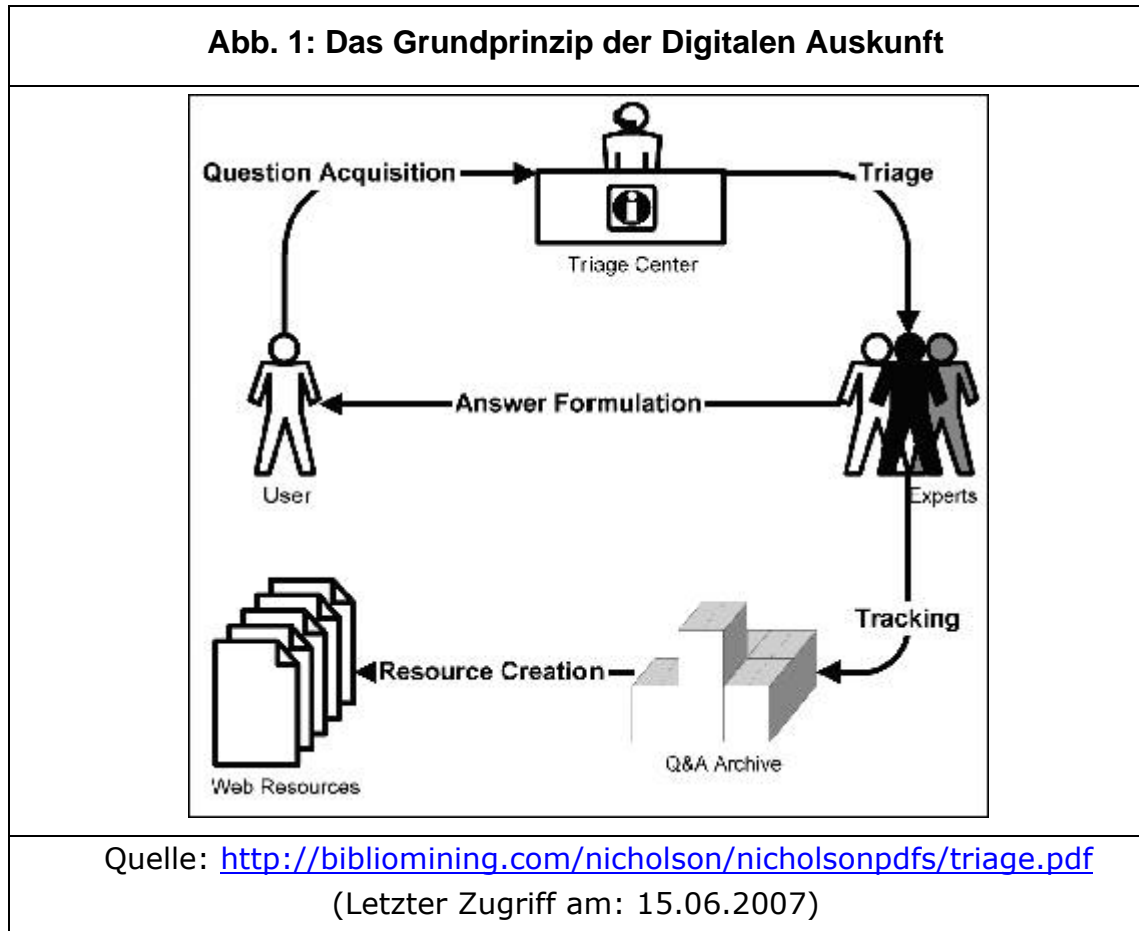 Abb. 1: Das Grundprinzip der Digitalen Auskunft
Question Acquisition
Triage
Triage Center
Answer Formulation
User
Experts
Tracking
Resource Creation
Q&A Archive
Web Resources
Quelle: http://bibliomining.com/nicholson/nicholsonpdfs/triage.pdf
(Letzter Zugriff am: 15.06.2007)